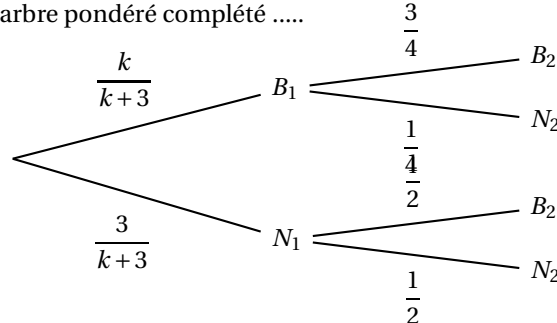 arbre pondéré complété .....
3/4
B₂
k/(k+3)
B₁
N₂
1/4
1/2
B₂
3/(k+3)
N₁
N₂
1/2